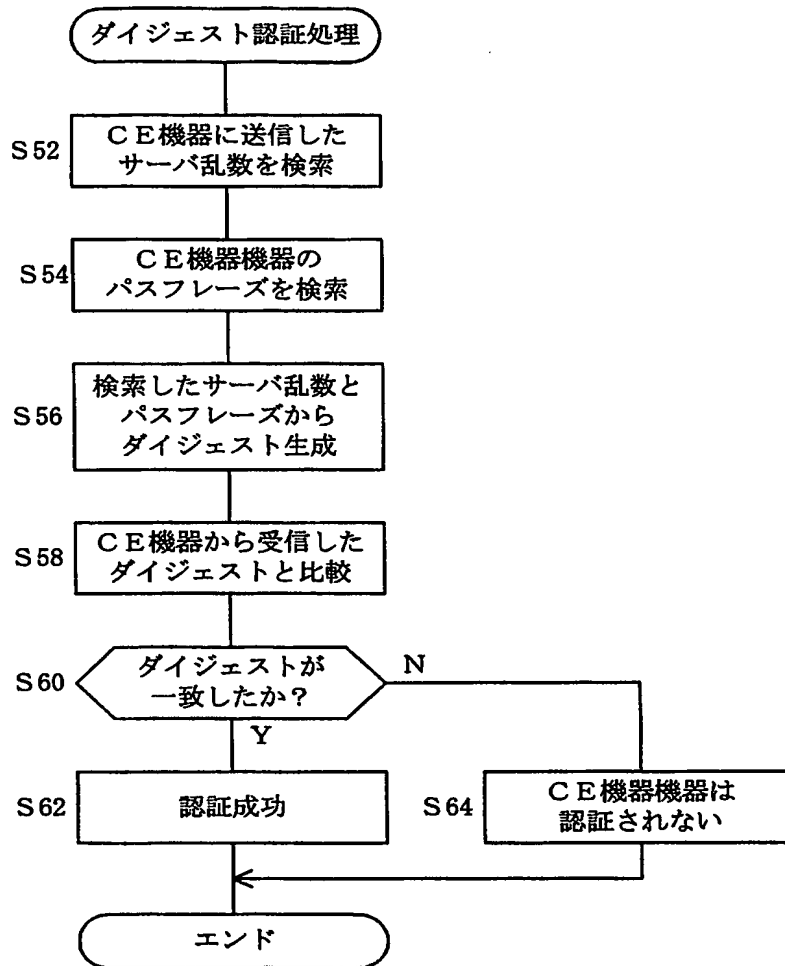 ダイジェスト認証処理
S52
CE機器に送信した
サーバ乱数を検索
S54
CE機器機器の
パスフレーズを検索
S56
検索したサーバ乱数と
パスフレーズから
ダイジェスト生成
S58
CE機器から受信した
ダイジェストと比較
S60
ダイジェストが
一致したか?
N
Y
S62
認証成功
S64
CE機器機器は
認証されない
エンド